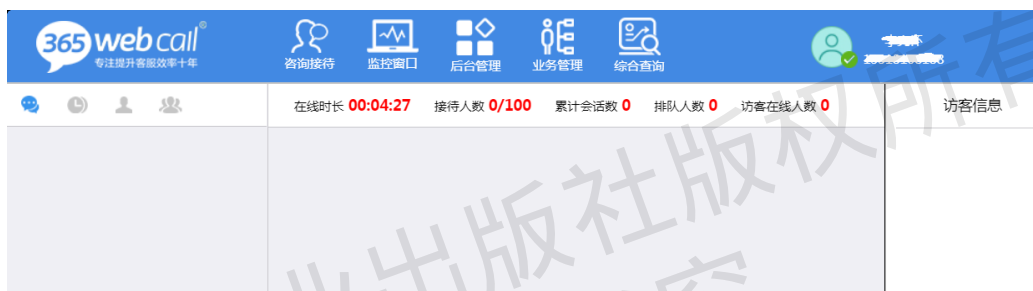 365 webcall®
专注提升客服效率十年
咨询接待 监控窗口 后台管理 业务管理 综合查询
在线时长 00:04:27 接待人数 0/100 累计会话数 0 排队人数 0 访客在线人数 0 访客信息
业出版社版权所有